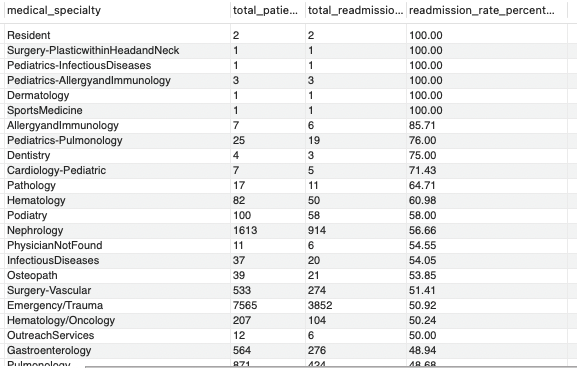 medical_specialty total_patie... total_readmissio... readmission_rate_percent...
Resident 2 2 100.00
Surgery-PlasticwithinHeadandNeck 1 1 100.00
Pediatrics-InfectiousDiseases 1 1 100.00
Pediatrics-AllergyandImmunology 3 3 100.00
Dermatology 1 1 100.00
SportsMedicine 1 1 100.00
AllergyandImmunology 7 6 85.71
Pediatrics-Pulmonology 25 19 76.00
Dentistry 4 3 75.00
Cardiology-Pediatric 7 5 71.43
Pathology 17 11 64.71
Hematology 82 50 60.98
Podiatry 100 58 58.00
Nephrology 1613 914 56.66
PhysicianNotFound 11 6 54.55
InfectiousDiseases 37 20 54.05
Osteopath 39 21 53.85
Surgery-Vascular 533 274 51.41
Emergency/Trauma 7565 3852 50.92
Hematology/Oncology 207 104 50.24
OutreachServices 12 6 50.00
Gastroenterology 564 276 48.94
Pulmonology 871 424 48.68